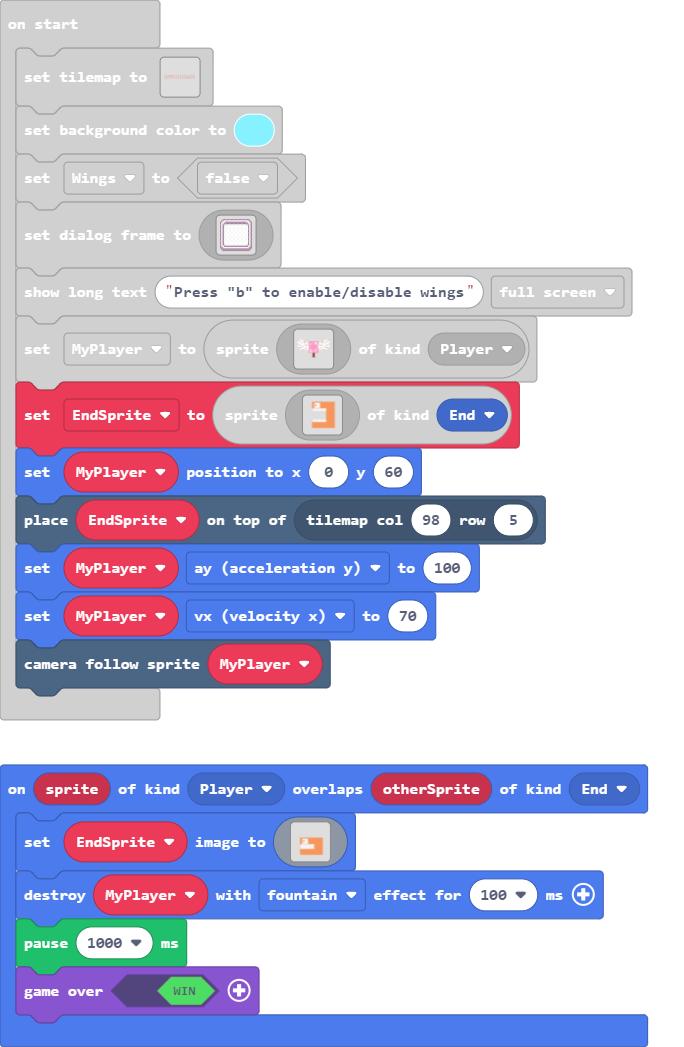 on start
set tilemap to
set background color to
set Wings to false
set dialog frame to
show long text "Press "b" to enable/disable wings" full screen
set MyPlayer to sprite of kind Player
set EndSprite to sprite of kind End
set MyPlayer position to x 0 y 60
place EndSprite on top of tilemap col 98 row 5
set MyPlayer ay (acceleration y) to 100
set MyPlayer vx (velocity x) to 70
camera follow sprite MyPlayer
on sprite of kind Player overlaps otherSprite of kind End
set EndSprite image to
destroy MyPlayer with fountain effect for 100 ms
pause 1000 ms
game over WIN